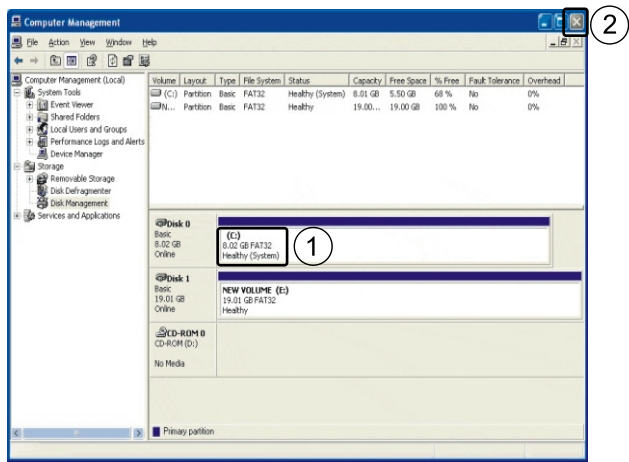 Computer Management
2
File Action View Window Help
Computer Management (Local)
System Tools
Event Viewer
Shared Folders
Local Users and Groups
Performance Logs and Alerts
Device Manager
Storage
Removable Storage
Disk Defragmenter
Disk Management
Services and Applications
Volume Layout Type File System Status Capacity Free Space % Free Fault Tolerance Overhead
(C:) Partition Basic FAT32 Healthy (System) 8.01 GB 5.50 GB 68 % No 0%
N... Partition Basic FAT32 Healthy 19.00... 19.00 GB 100 % No 0%
Disk 0
Basic
8.02 GB
Online
(C:)
8.02 GB FAT32
Healthy (System)
1
Disk 1
Basic
19.01 GB
Online
NEW VOLUME (E:)
19.01 GB FAT32
Healthy
CD-ROM 0
CD-ROM (D:)
No Media
Primary partition